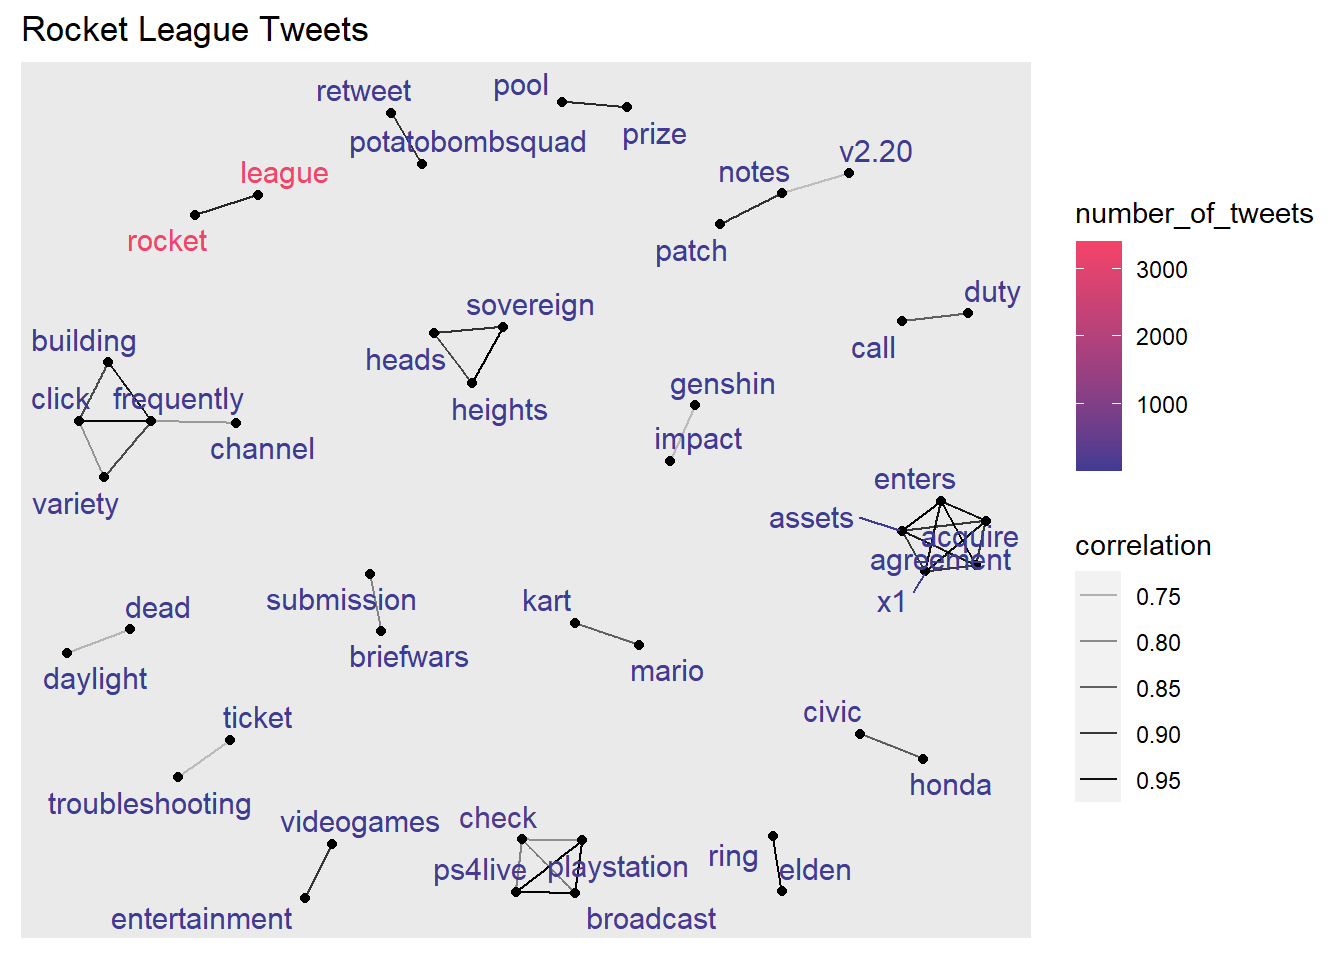 Rocket League Tweets
retweet
pool
potatobombsquad
prize
v2.20
league
notes
rocket
patch
duty
sovereign
building
call
heads
genshin
click
frequently
heights
impact
channel
enters
variety
assets
acquire
agreement
submission
dead
kart
x1
briefwars
daylight
mario
ticket
civic
troubleshooting
honda
videogames
check
ring
elden
ps4live
playstation
entertainment
broadcast
number_of_tweets
3000
2000
1000
correlation
0.75
0.80
0.85
0.90
0.95